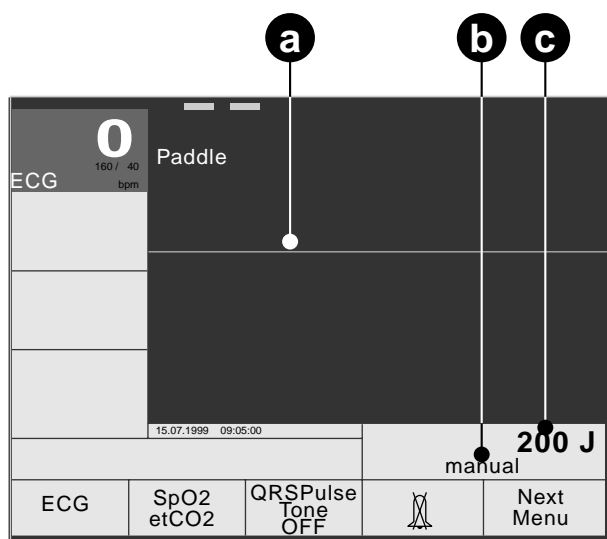 a b c
0
160 / 40
ECG bpm
Paddle
15.07.1999 09:05:00
200 J
manual
ECG
SpO2
etCO2
QRSPulse
Tone
OFF
Next
Menu